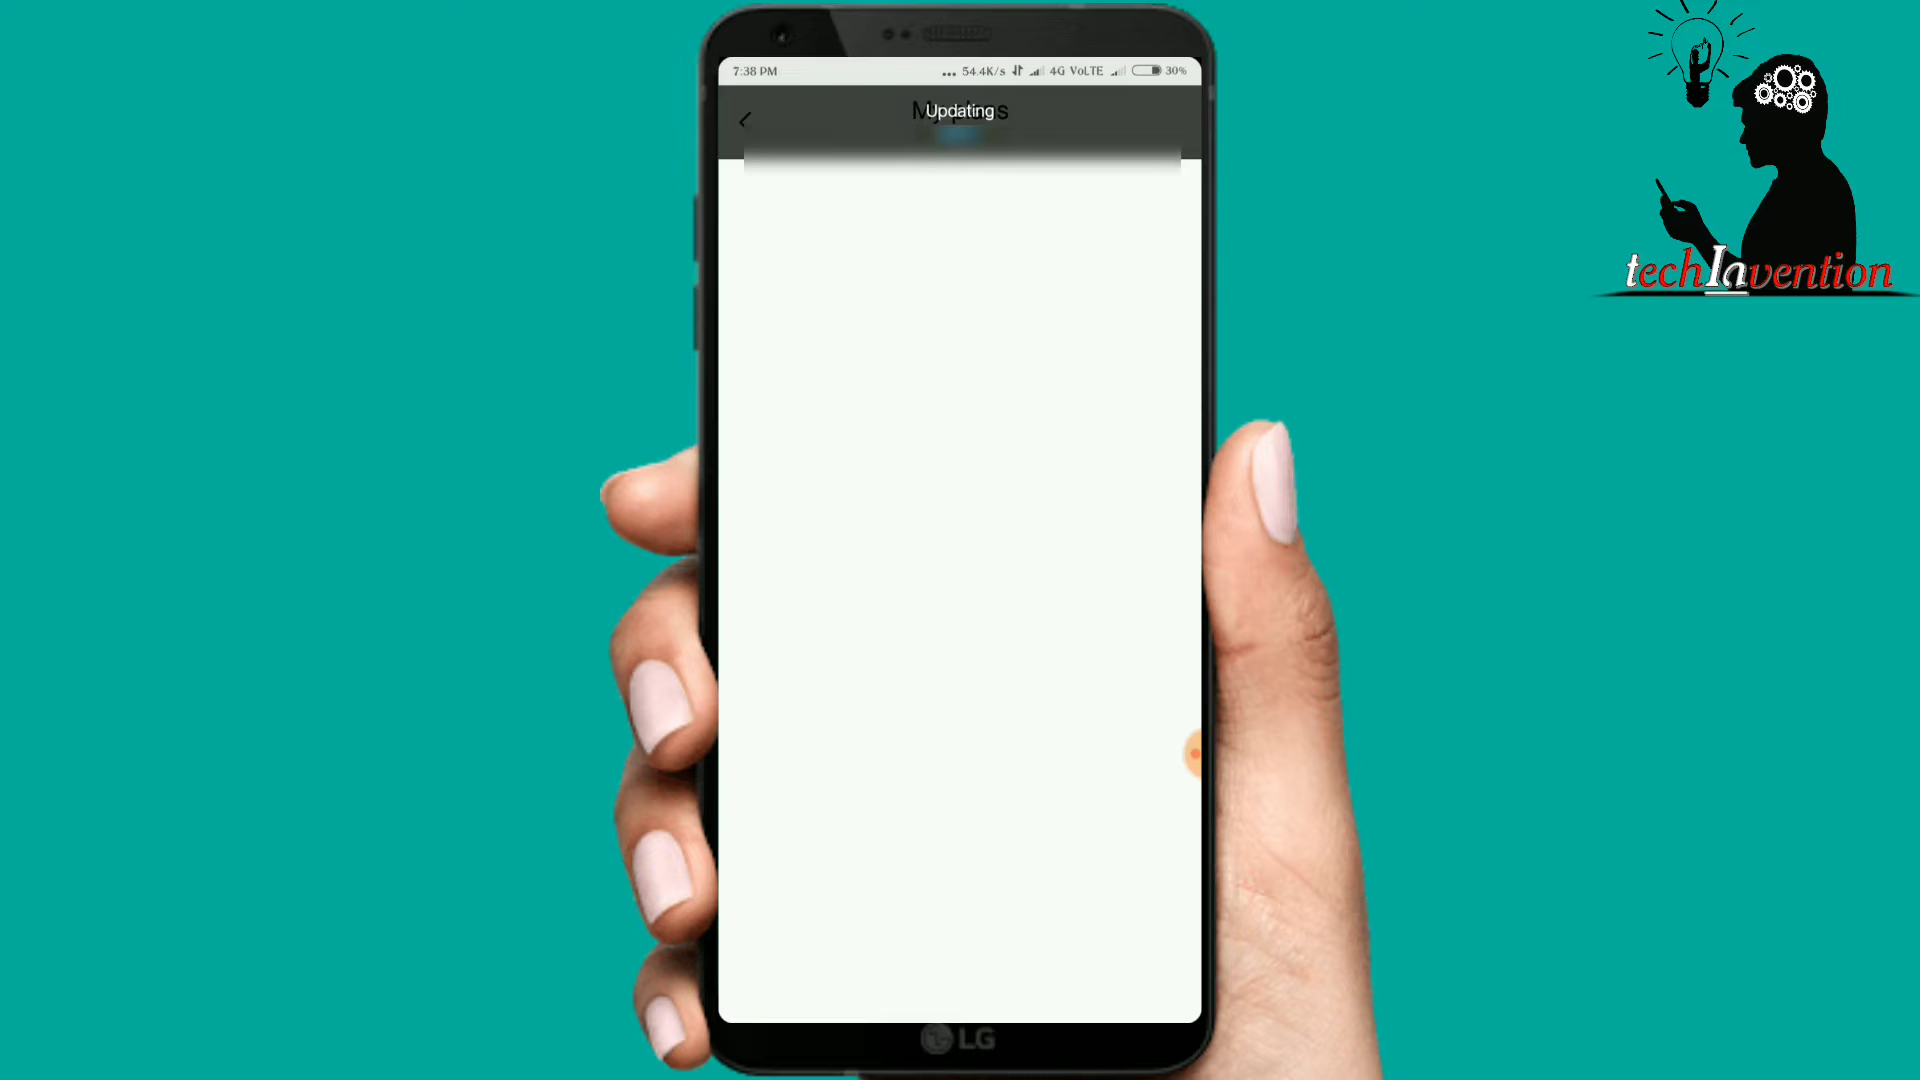 7:38 PM
... 54.4K/s 4G VoLTE 30%
Updating
techInvention
LG